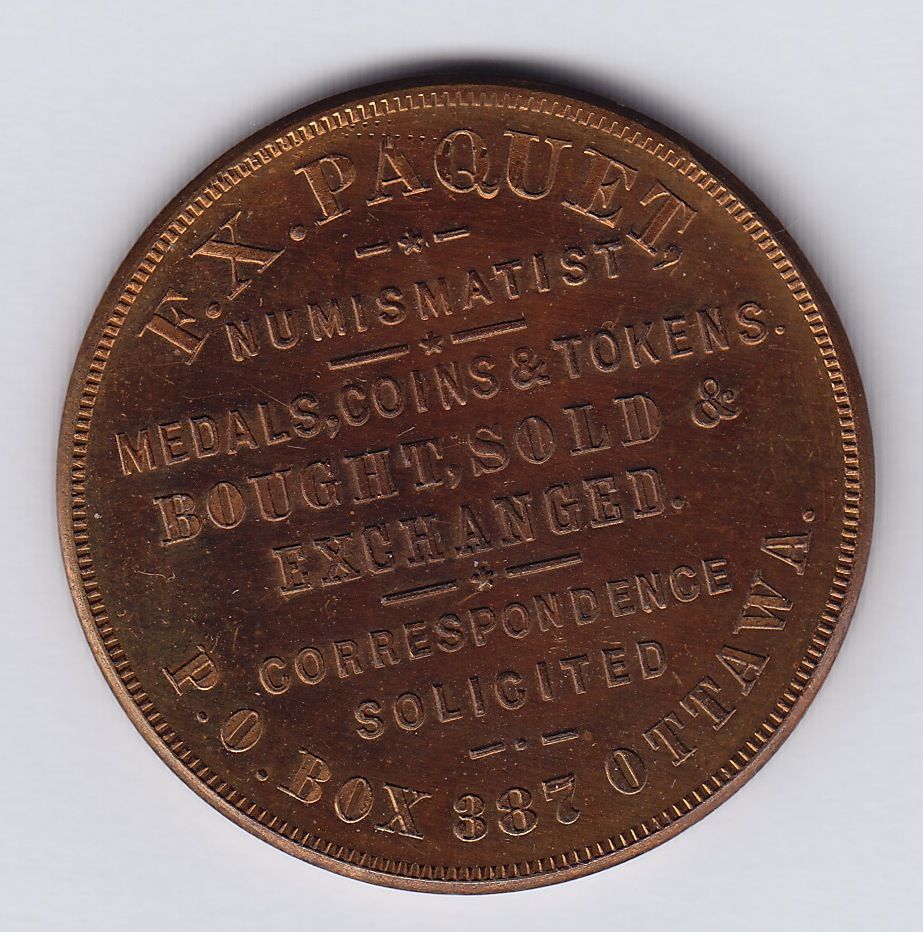 F. X. PAQUET,
NUMISMATIST
MEDALS, COINS & TOKENS.
BOUGHT, SOLD &
EXCHANGED.
CORRESPONDENCE
SOLICITED
P. O. BOX 387 OTTAWA.